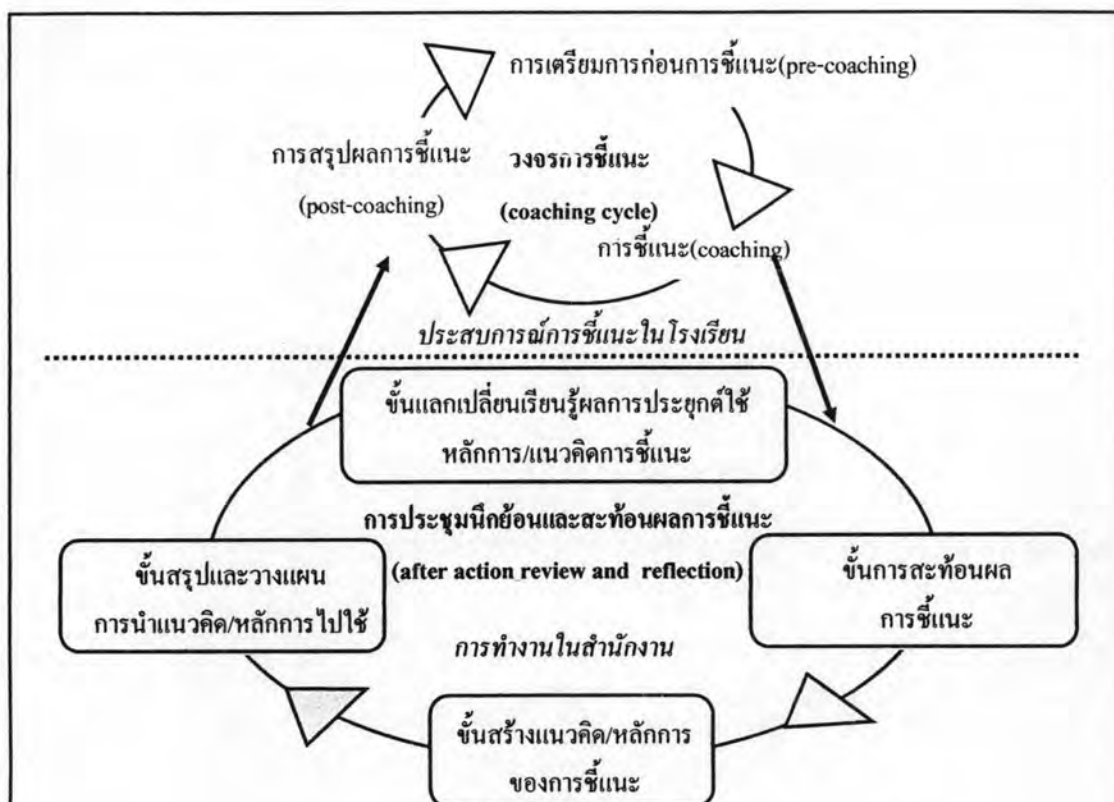 การเตรียมการก่อนการชี้แนะ(pre-coaching)
การสรุปผลการชี้แนะ
(post-coaching)
วงจรการชี้แนะ
(coaching cycle)
การชี้แนะ(coaching)
ประสบการณ์การชี้แนะในโรงเรียน
ขั้นแลกเปลี่ยนเรียนรู้ผลการประยุกต์ใช้
หลักการ/แนวคิดการชี้แนะ
การประชุมนึกย้อนและสะท้อนผลการชี้แนะ
(after action review and reflection)
ขั้นสรุปและวางแผน
การนำแนวคิด/หลักการไปใช้
ขั้นการสะท้อนผล
การชี้แนะ
การทำงานในสำนักงาน
ขั้นสร้างแนวคิด/หลักการ
ของการชี้แนะ